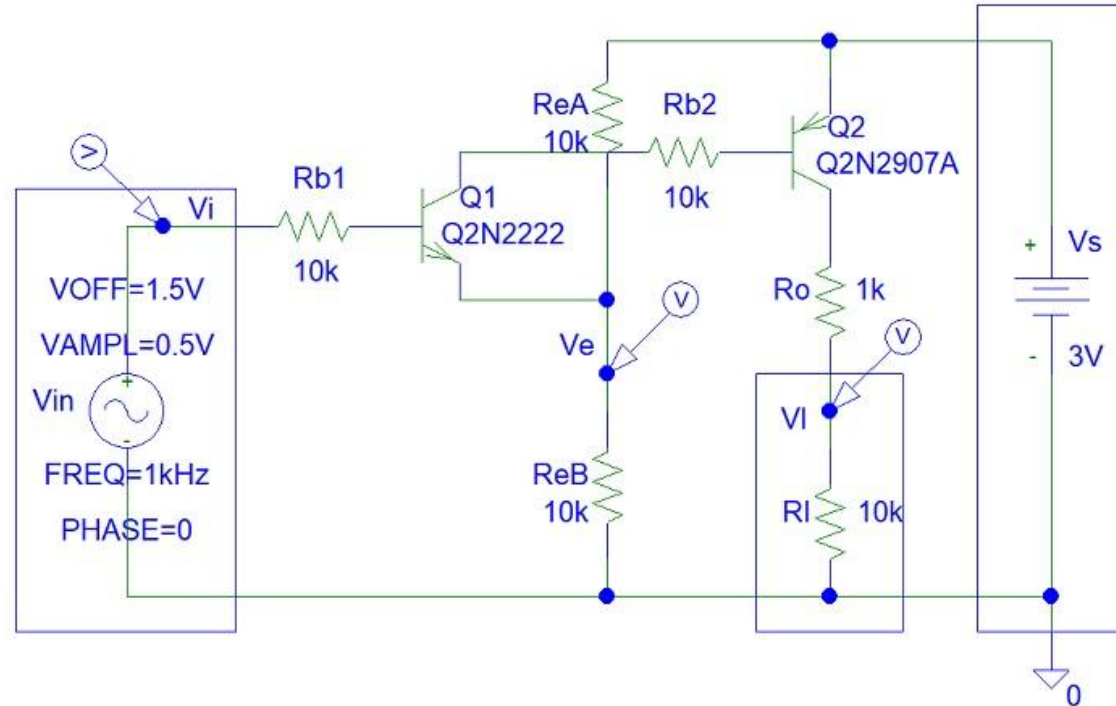 ReA
10k
Rb2
10k
Q2
Q2N2907A
V
Vi
Rb1
10k
Q1
Q2N2222
VOFF=1.5V
VAMPL=0.5V
Vin
+
-
FREQ=1kHz
PHASE=0
Ve
V
Ro
1k
V
Vl
ReB
10k
Rl
10k
+
Vs
-
3V
0